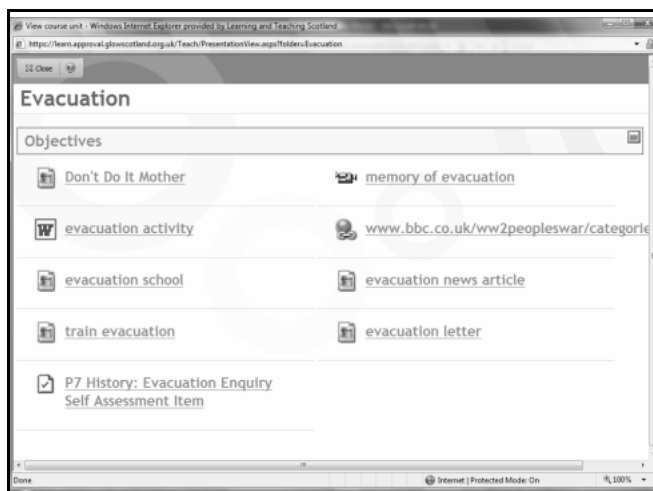 View course unit - Windows Internet Explorer provided by Learning and Teaching Scotland
https://learn.approval.glowscotland.org.uk/Teach/PresentationView.aspx?folder=Evacuation
Close
Evacuation
Objectives
Don't Do It Mother
memory of evacuation
evacuation activity
www.bbc.co.uk/ww2peopleswar/categorie
evacuation school
evacuation news article
train evacuation
evacuation letter
P7 History: Evacuation Enquiry
Self Assessment Item
Done
Internet | Protected Mode: On
100%